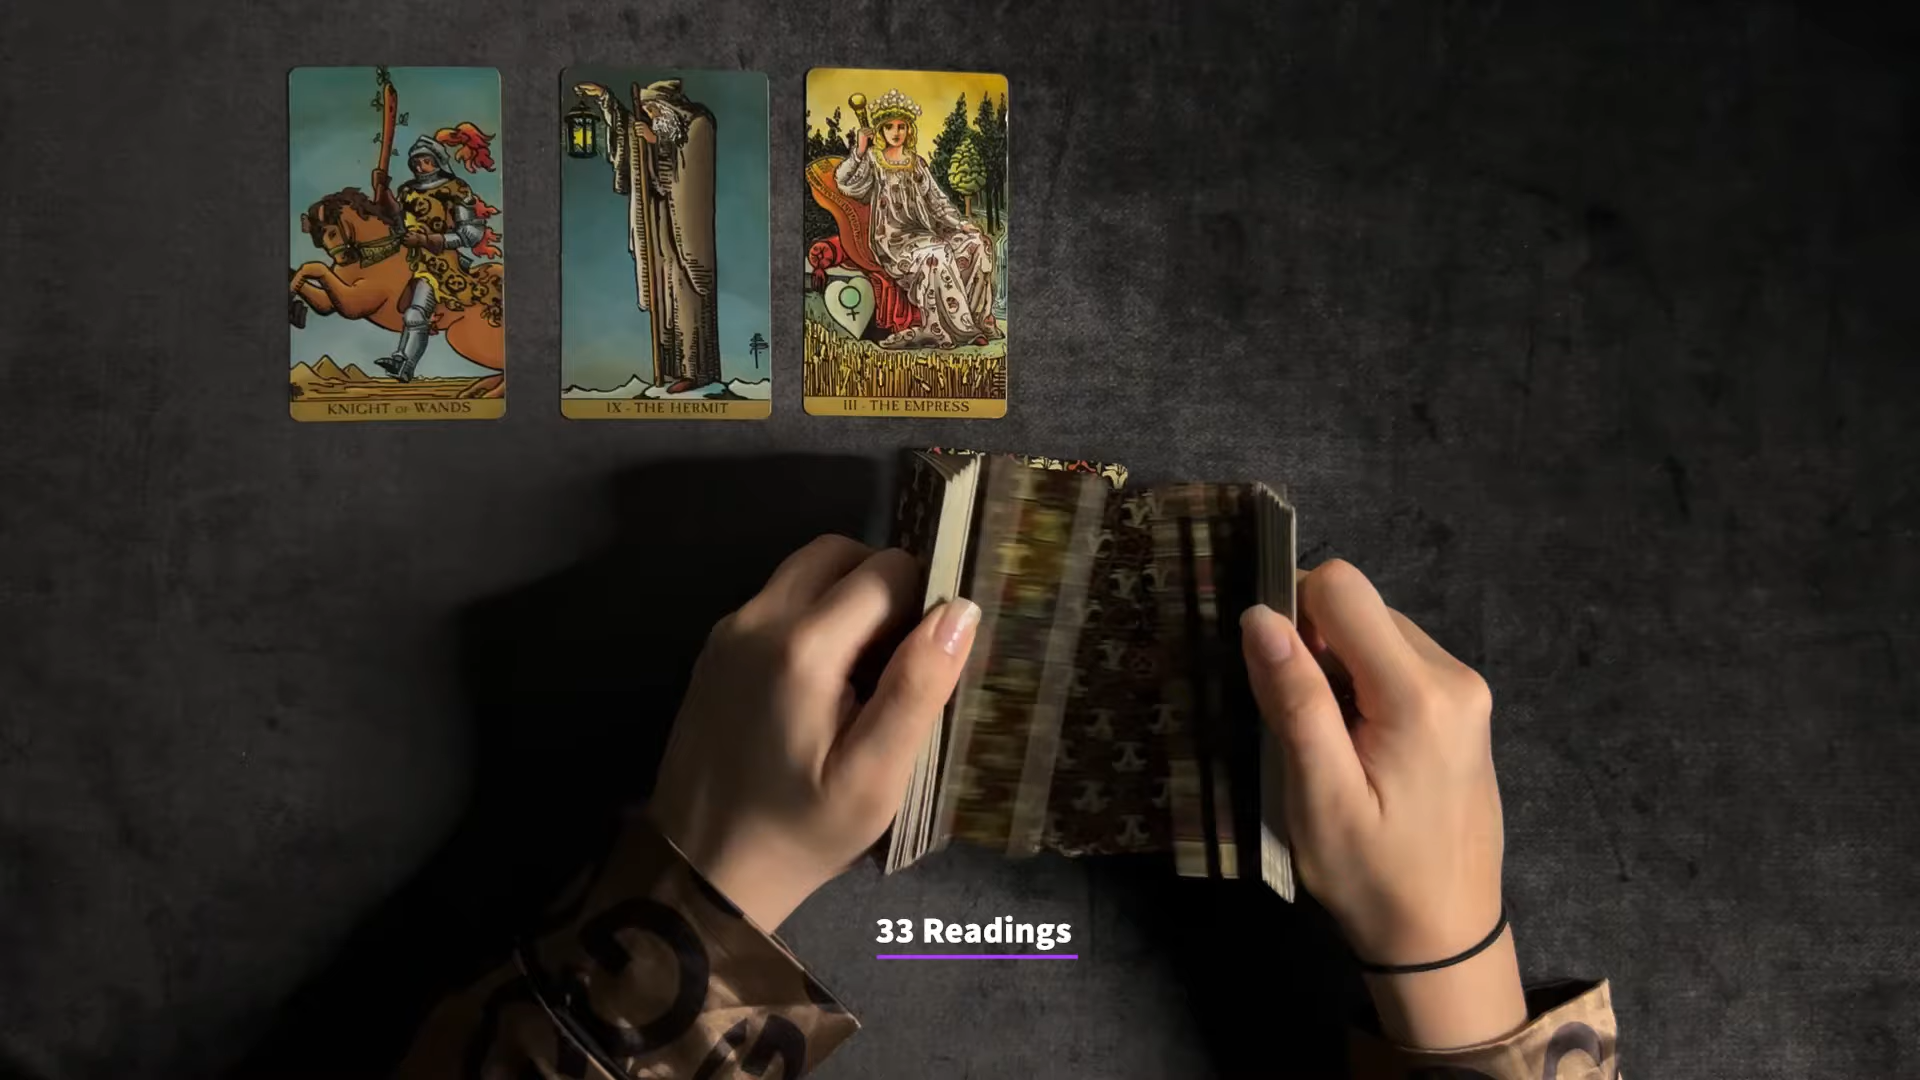 KNIGHT OF WANDS
IX - THE HERMIT
III - THE EMPRESS
33 Readings